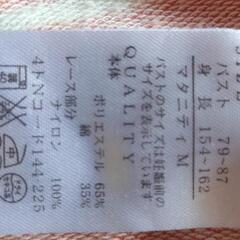 バスト 79~87
身長 154~162
マタニティM
バストのサイズは妊娠前の
サイズを表示しています
QUALITY
本体
ポリエステル 65%
綿 35%
レース部分
ナイロン 100%
4トNコード444-225